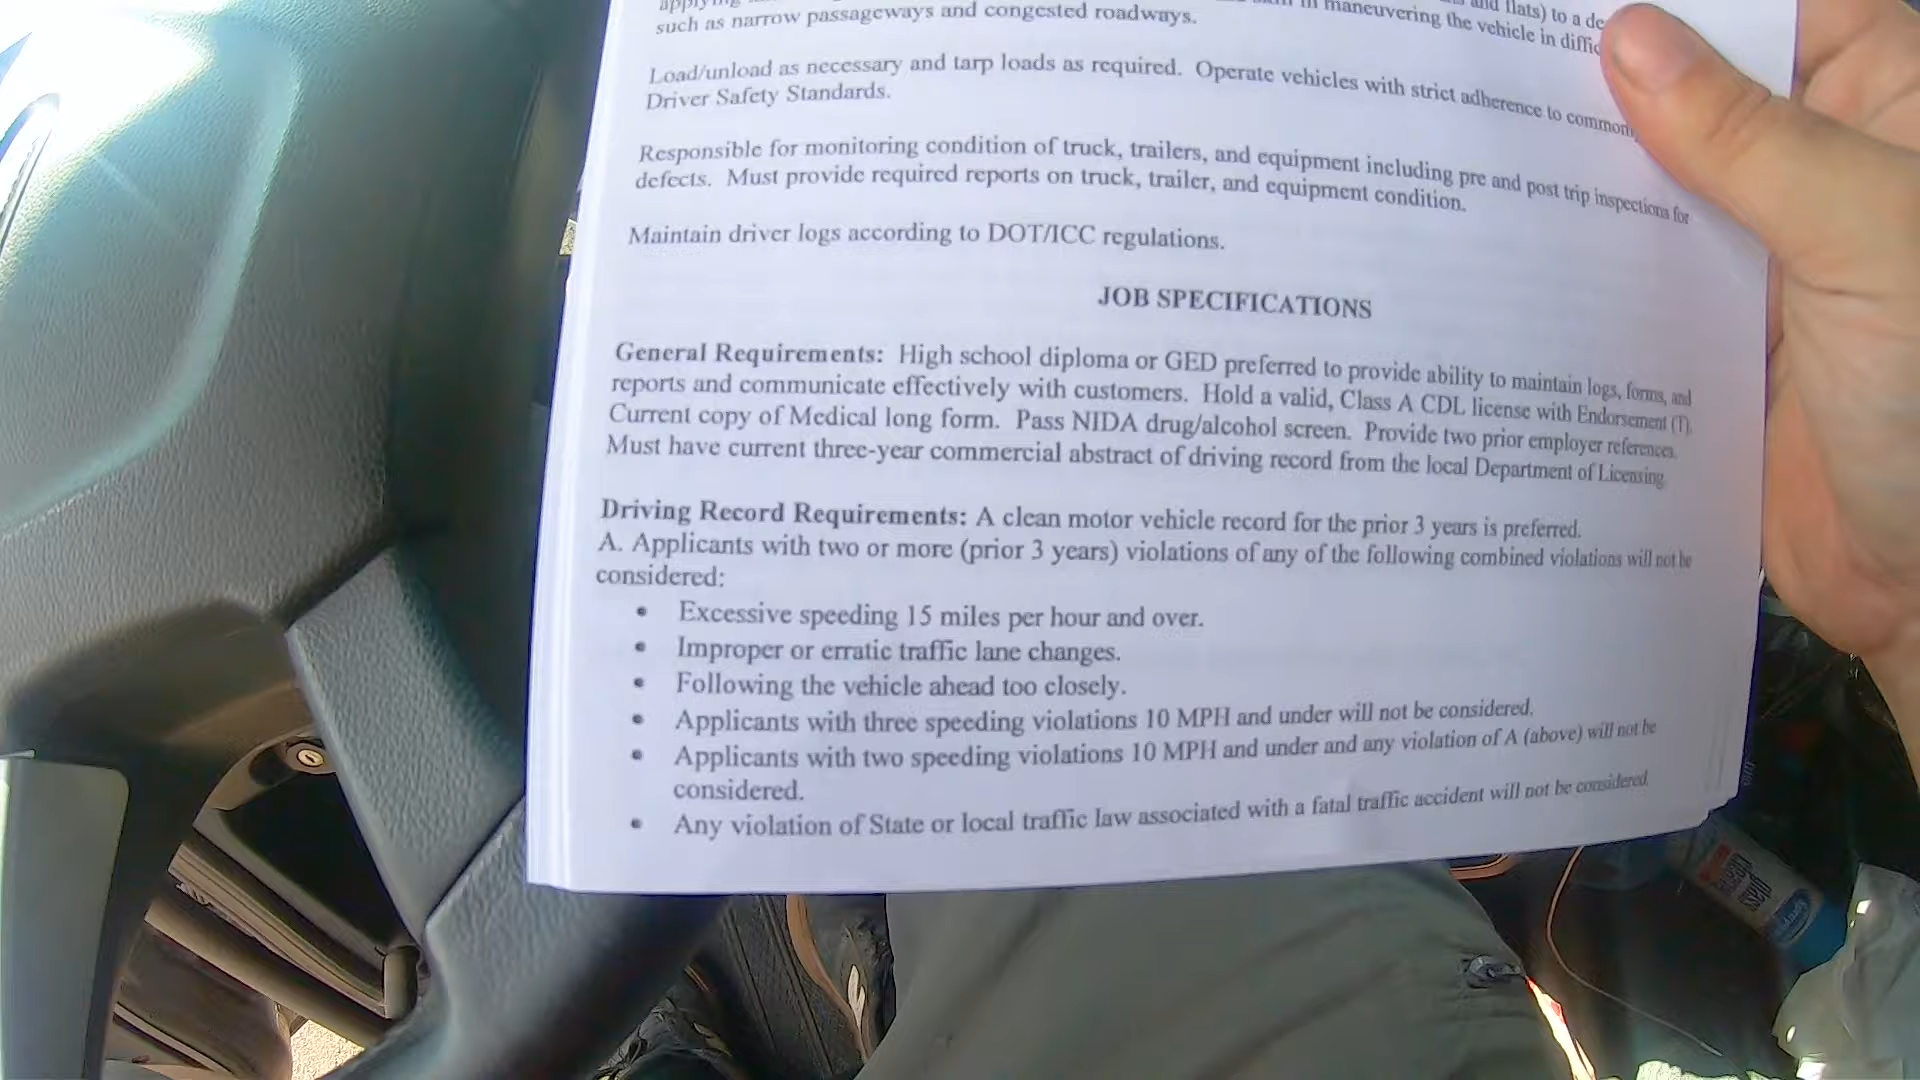 applying
and flats) to a de
in maneuvering the vehicle in diffic
such as narrow passageways and congested roadways.
Load/unload as necessary and tarp loads as required. Operate vehicles with strict adherence to common
Driver Safety Standards.
Responsible for monitoring condition of truck, trailers, and equipment including pre and post trip inspections for
defects. Must provide required reports on truck, trailer, and equipment condition.
Maintain driver logs according to DOT/ICC regulations.
JOB SPECIFICATIONS
General Requirements: High school diploma or GED preferred to provide ability to maintain logs, forms, and
reports and communicate effectively with customers. Hold a valid, Class A CDL license with Endorsement (T).
Current copy of Medical long form. Pass NIDA drug/alcohol screen. Provide two prior employer references.
Must have current three-year commercial abstract of driving record from the local Department of Licensing.
Driving Record Requirements: A clean motor vehicle record for the prior 3 years is preferred.
A. Applicants with two or more (prior 3 years) violations of any of the following combined violations will not be
considered:
• Excessive speeding 15 miles per hour and over.
• Improper or erratic traffic lane changes.
• Following the vehicle ahead too closely.
• Applicants with three speeding violations 10 MPH and under will not be considered.
• Applicants with two speeding violations 10 MPH and under and any violation of A (above) will not be
considered.
• Any violation of State or local traffic law associated with a fatal traffic accident will not be considered.